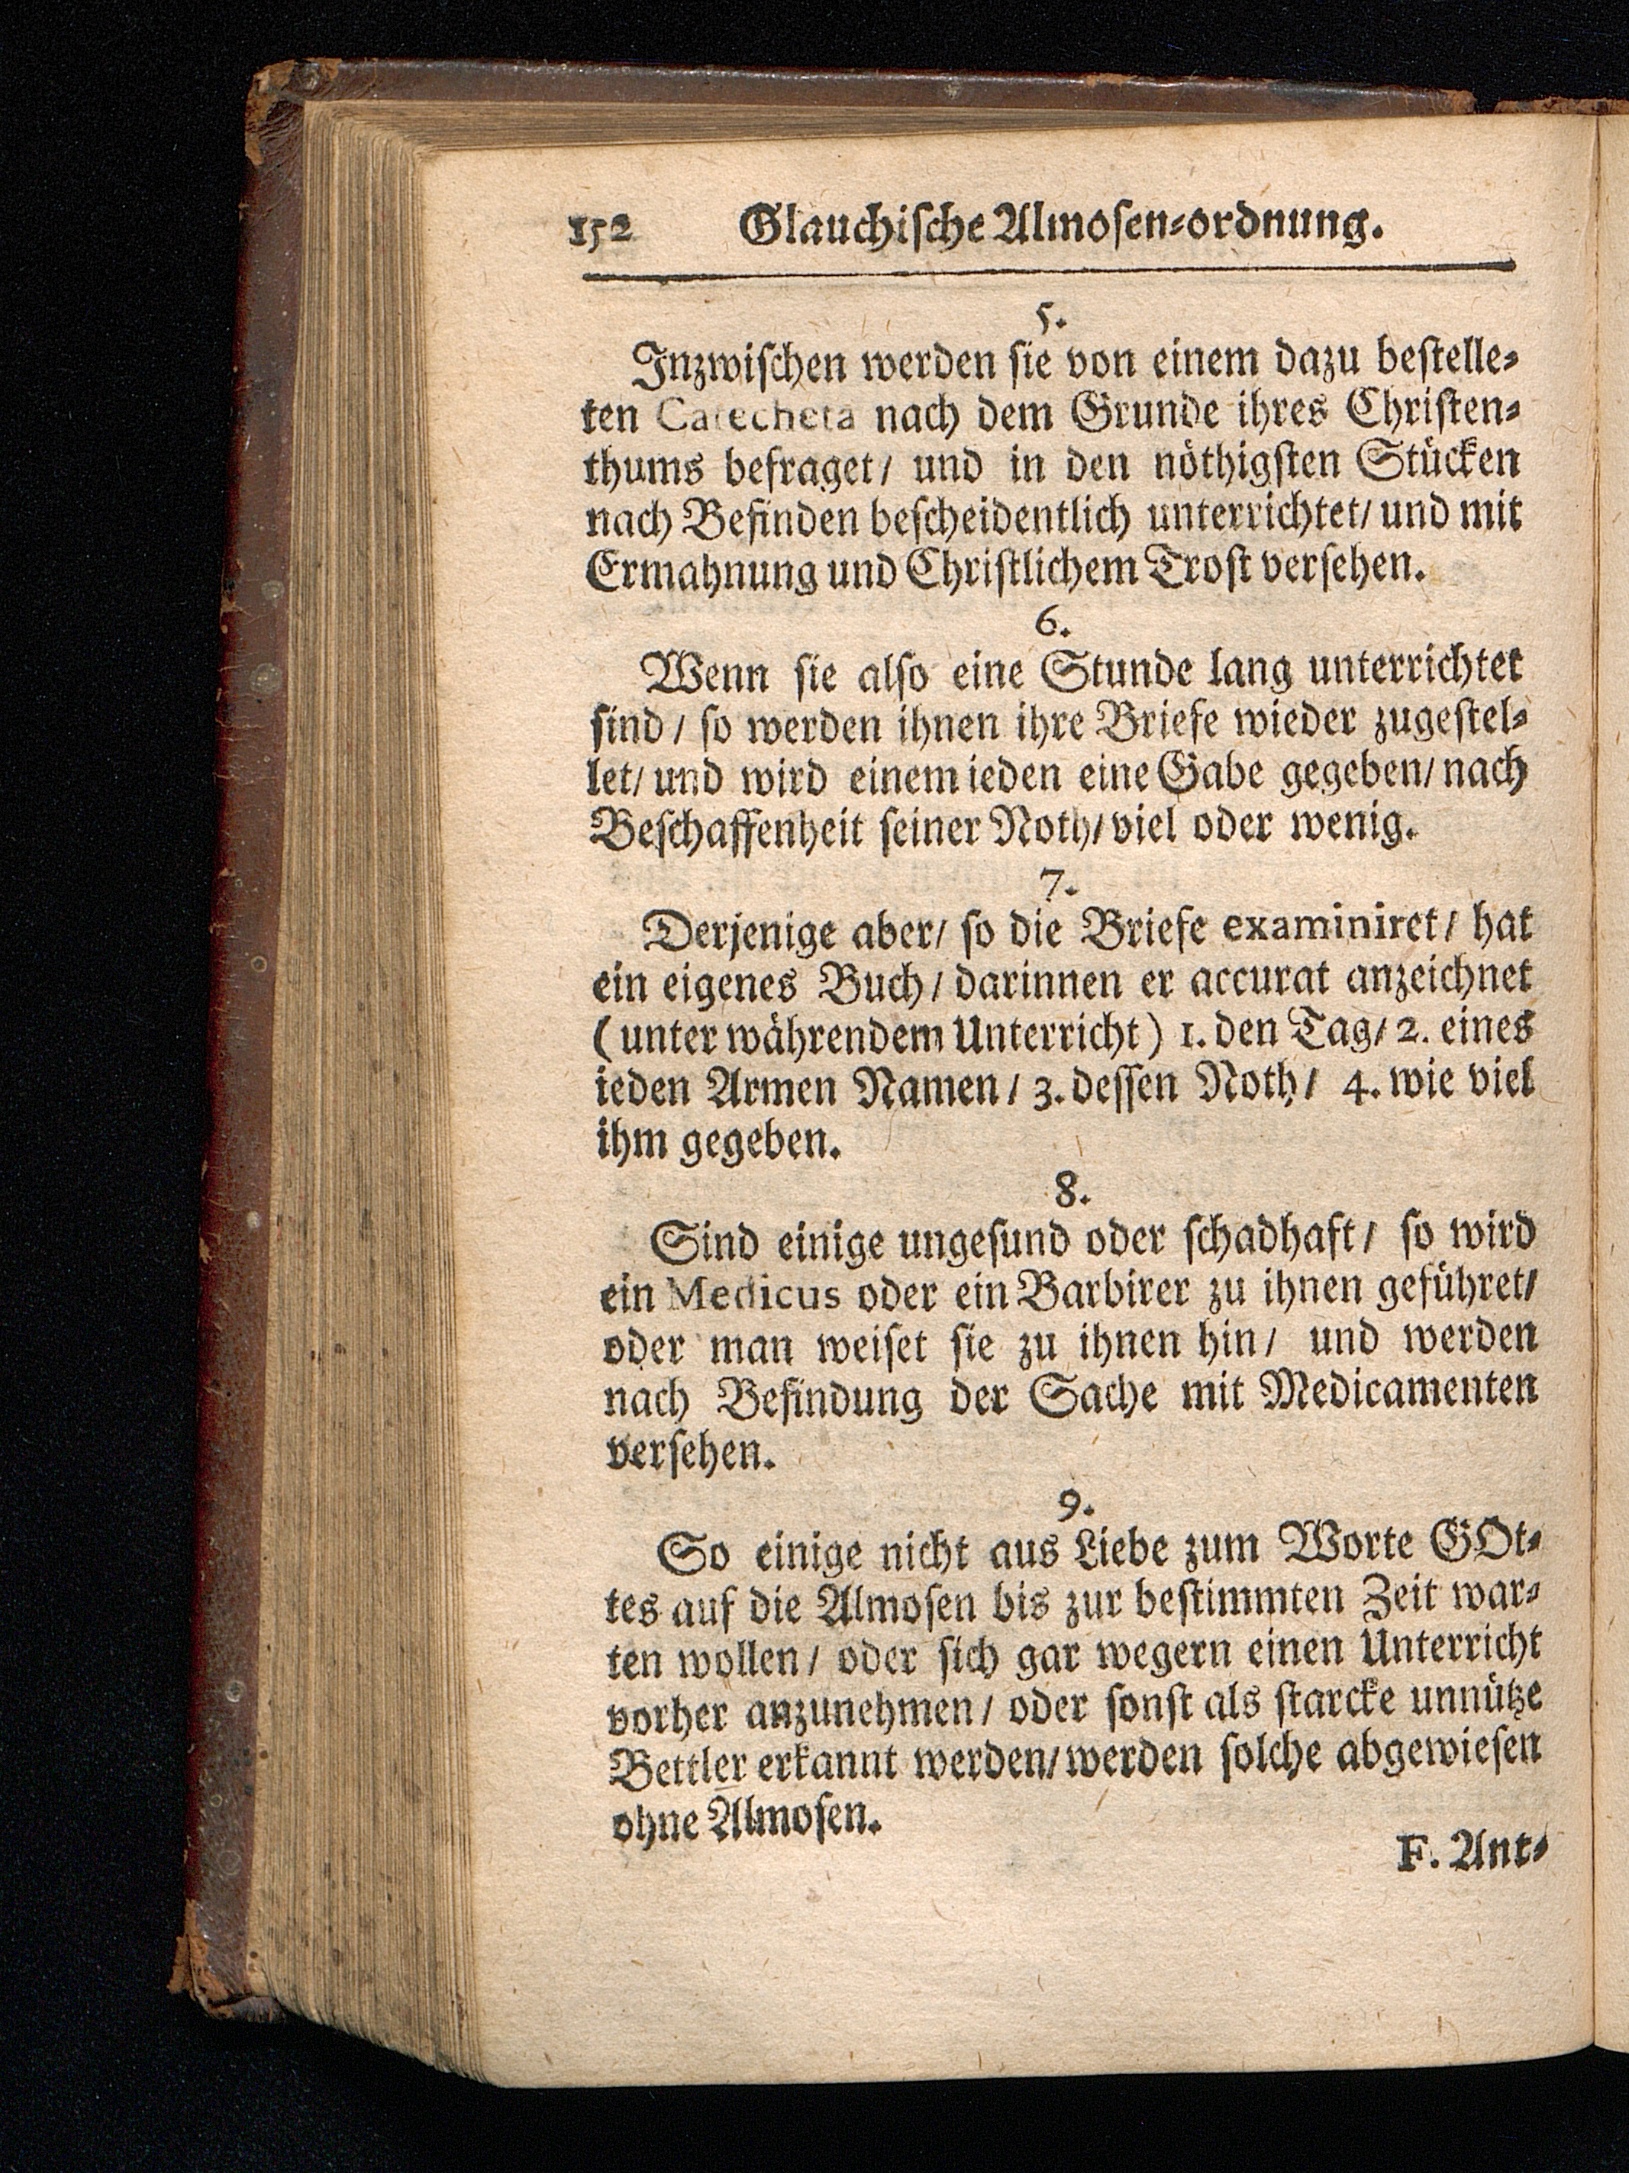 152 Glauchiſche Almoſen-ordnung.
5.
Inzwiſchen werden ſie von einem dazu beſtelle-
ten Catecheta nach dem Grunde ihres Chriſten-
thums befraget/ und in den nöthigſten Stücken
nach Befinden beſcheidentlich unterrichtet/ und mit
Ermahnung und Chriſtlichem Troſt verſehen.
6.
Wenn ſie alſo eine Stunde lang unterrichtet
ſind / ſo werden ihnen ihre Briefe wieder zugeſtel-
let/ und wird einem ieden eine Gabe gegeben/ nach
Beſchaffenheit ſeiner Noth/ viel oder wenig.
7.
Derjenige aber/ ſo die Briefe examiniret / hat
ein eigenes Buch / darinnen er accurat anzeichnet
(unter währendem Unterricht) 1. den Tag/ 2. eines
ieden Armen Namen / 3. deſſen Noth / 4. wie viel
ihm gegeben.
8.
Sind einige ungeſund oder ſchadhaft / ſo wird
ein Medicus oder ein Barbirer zu ihnen geführet/
oder man weiſet ſie zu ihnen hin / und werden
nach Befindung der Sache mit Medicamenten
verſehen.
9.
So einige nicht aus Liebe zum Worte GOt-
tes auf die Almoſen bis zur beſtimmten Zeit war-
ten wollen / oder ſich gar wegern einen Unterricht
vorher anzunehmen / oder ſonſt als ſtarcke unnütze
Bettler erkannt werden/ werden ſolche abgewieſen
ohne Almoſen.
F. Ant-